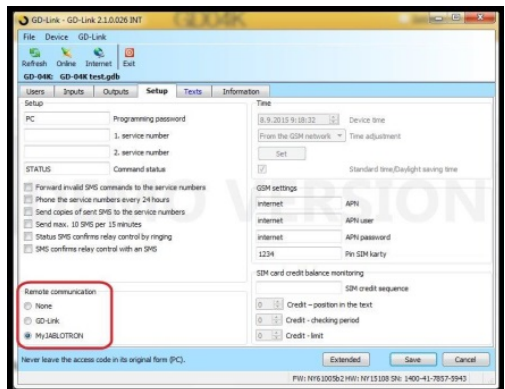 GD-Link - GD-Link 2.1.0.026 INT
File Device GD-Link
Refresh Online Internet Exit
GD-04K: GD-04K test.gdb
Users Inputs Outputs Setup Texts Information
Setup
PC Programming password
1. service number
2. service number
STATUS Command status
Forward invalid SMS commands to the service numbers
Phone the service numbers every 24 hours
Send copies of sent SMS to the service numbers
Send max. 10 SMS per 15 minutes
Status SMS confirms relay control by ringing
SMS confirms relay control with an SMS
Remote communication
None
GD-Link
MyJABLOTRON
Time
8.9.2015 9:18:32 Device time
From the GSM network Time adjustment
Set
Standard time/Daylight saving time
GSM settings
internet APN
internet APN user
internet APN password
1234 Pin SIM karty
SIM card credit balance monitoring
SIM credit sequence
0 Credit – position in the text
0 Credit - checking period
0 Credit - limit
Never leave the access code in its original form (PC).
Extended Save Cancel
FW: NY61005b2 HW: NY15108 SN: 1400-41-7857-5943
VERSION